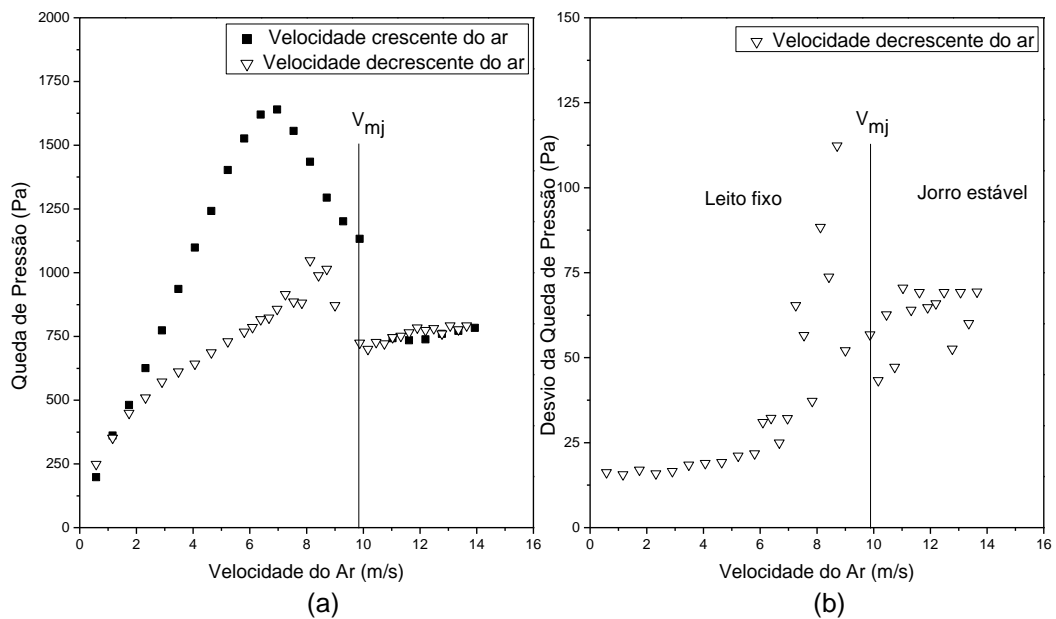 2000
1750
1500
1250
1000
750
500
250
0
Queda de Pressão (Pa)
Velocidade crescente do ar
Velocidade decrescente do ar
V_mj
0 2 4 6 8 10 12 14 16
Velocidade do Ar (m/s)
(a)
150
125
100
75
50
25
0
Desvio da Queda de Pressão (Pa)
Velocidade decrescente do ar
V_mj
Leito fixo
Jorro estável
0 2 4 6 8 10 12 14 16
Velocidade do Ar (m/s)
(b)